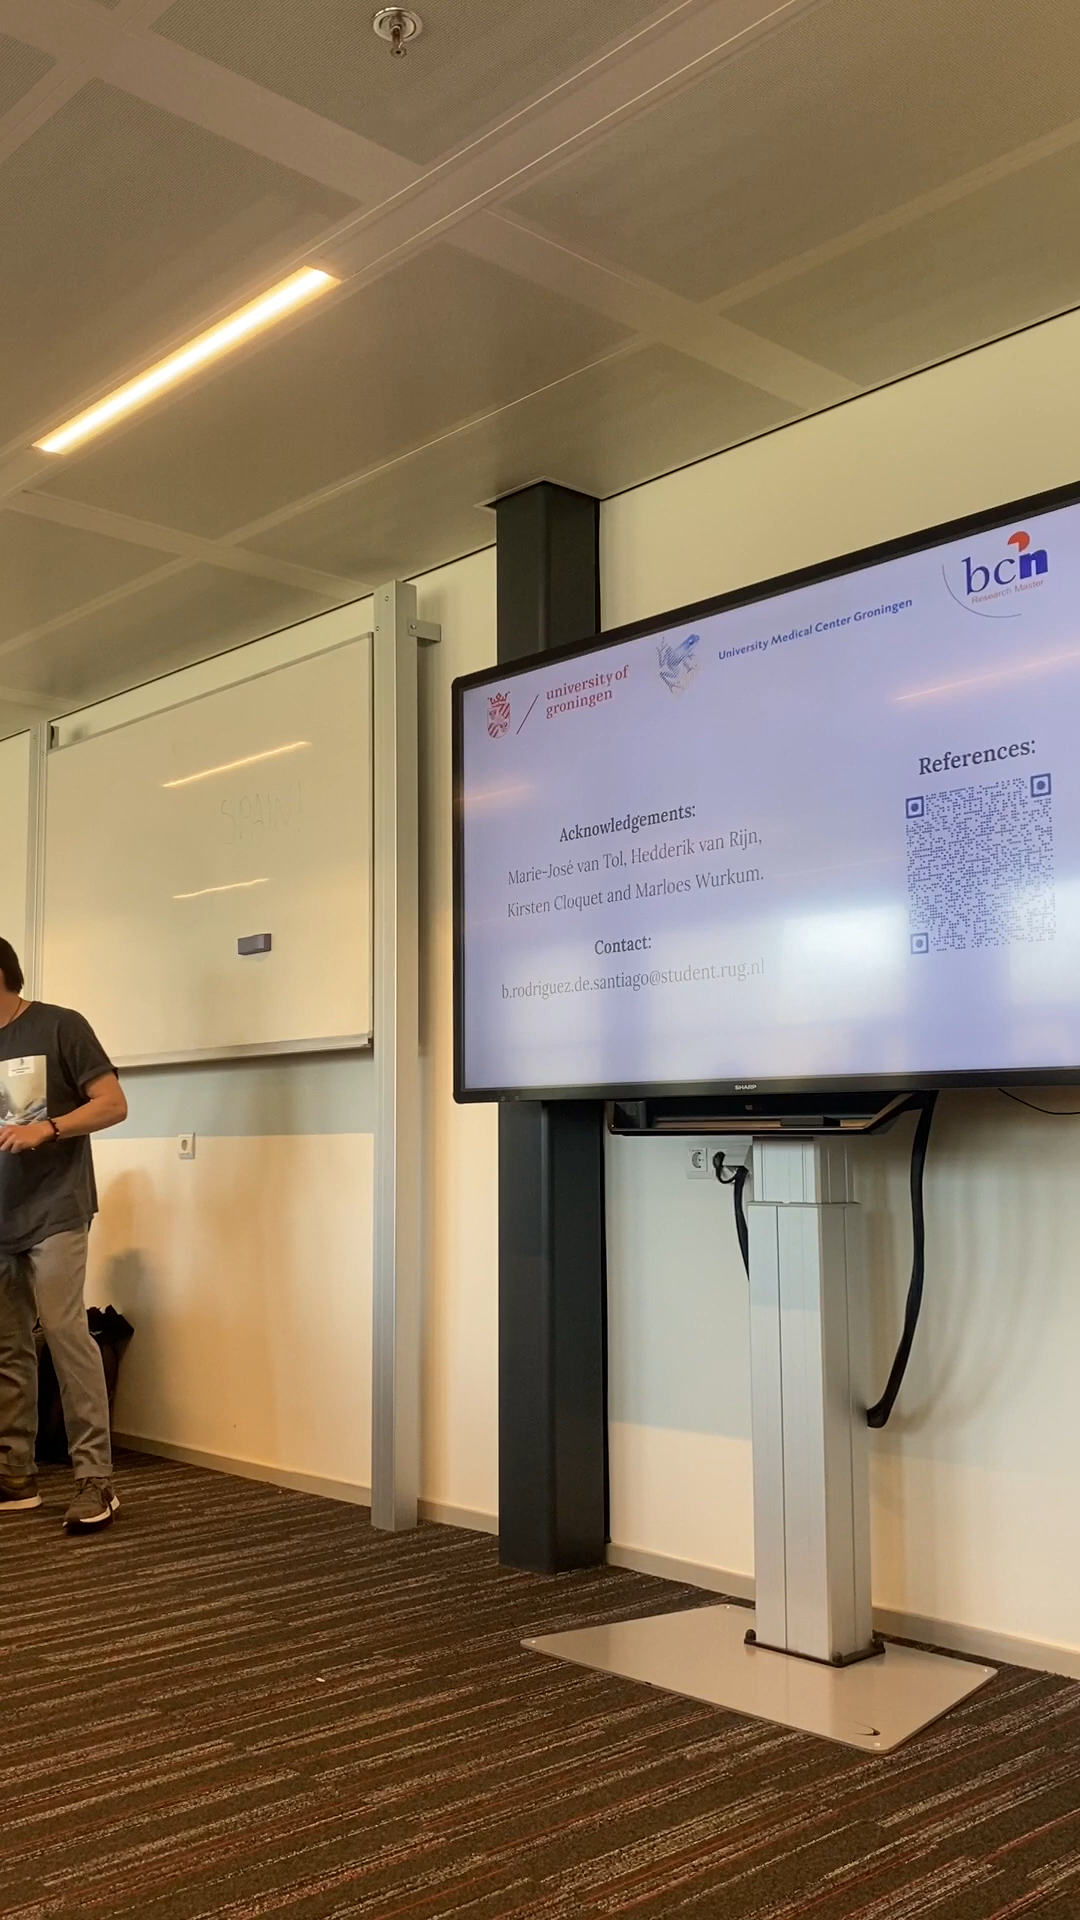 bcn
Research Master
university of
groningen
University Medical Center Groningen
References:
Acknowledgements:
Marie-José van Tol, Hedderik van Rijn,
Kirsten Cloquet and Marloes Wurkum.
Contact:
b.rodriguez.de.santiago@student.rug.nl
SHARP
SPAIN!